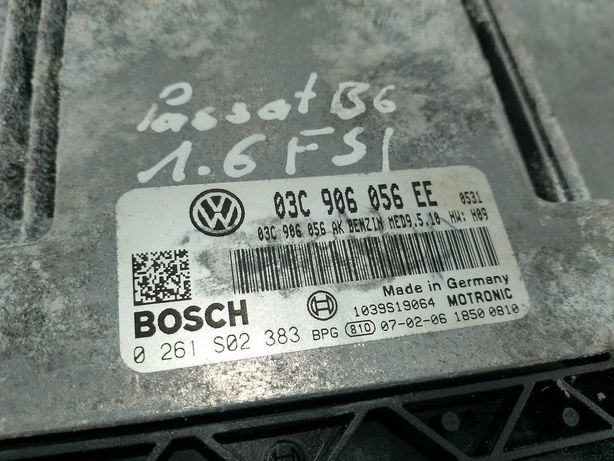 Passat B6
1.6 FSI
03C 906 056 EE 0531
03C 906 056 AK BENZIN MED9.5.10 HW: H09
Made in Germany
BOSCH 1039S19064 MOTRONIC
0 261 S02 383 BPG 810 07-02-06 1850 0810